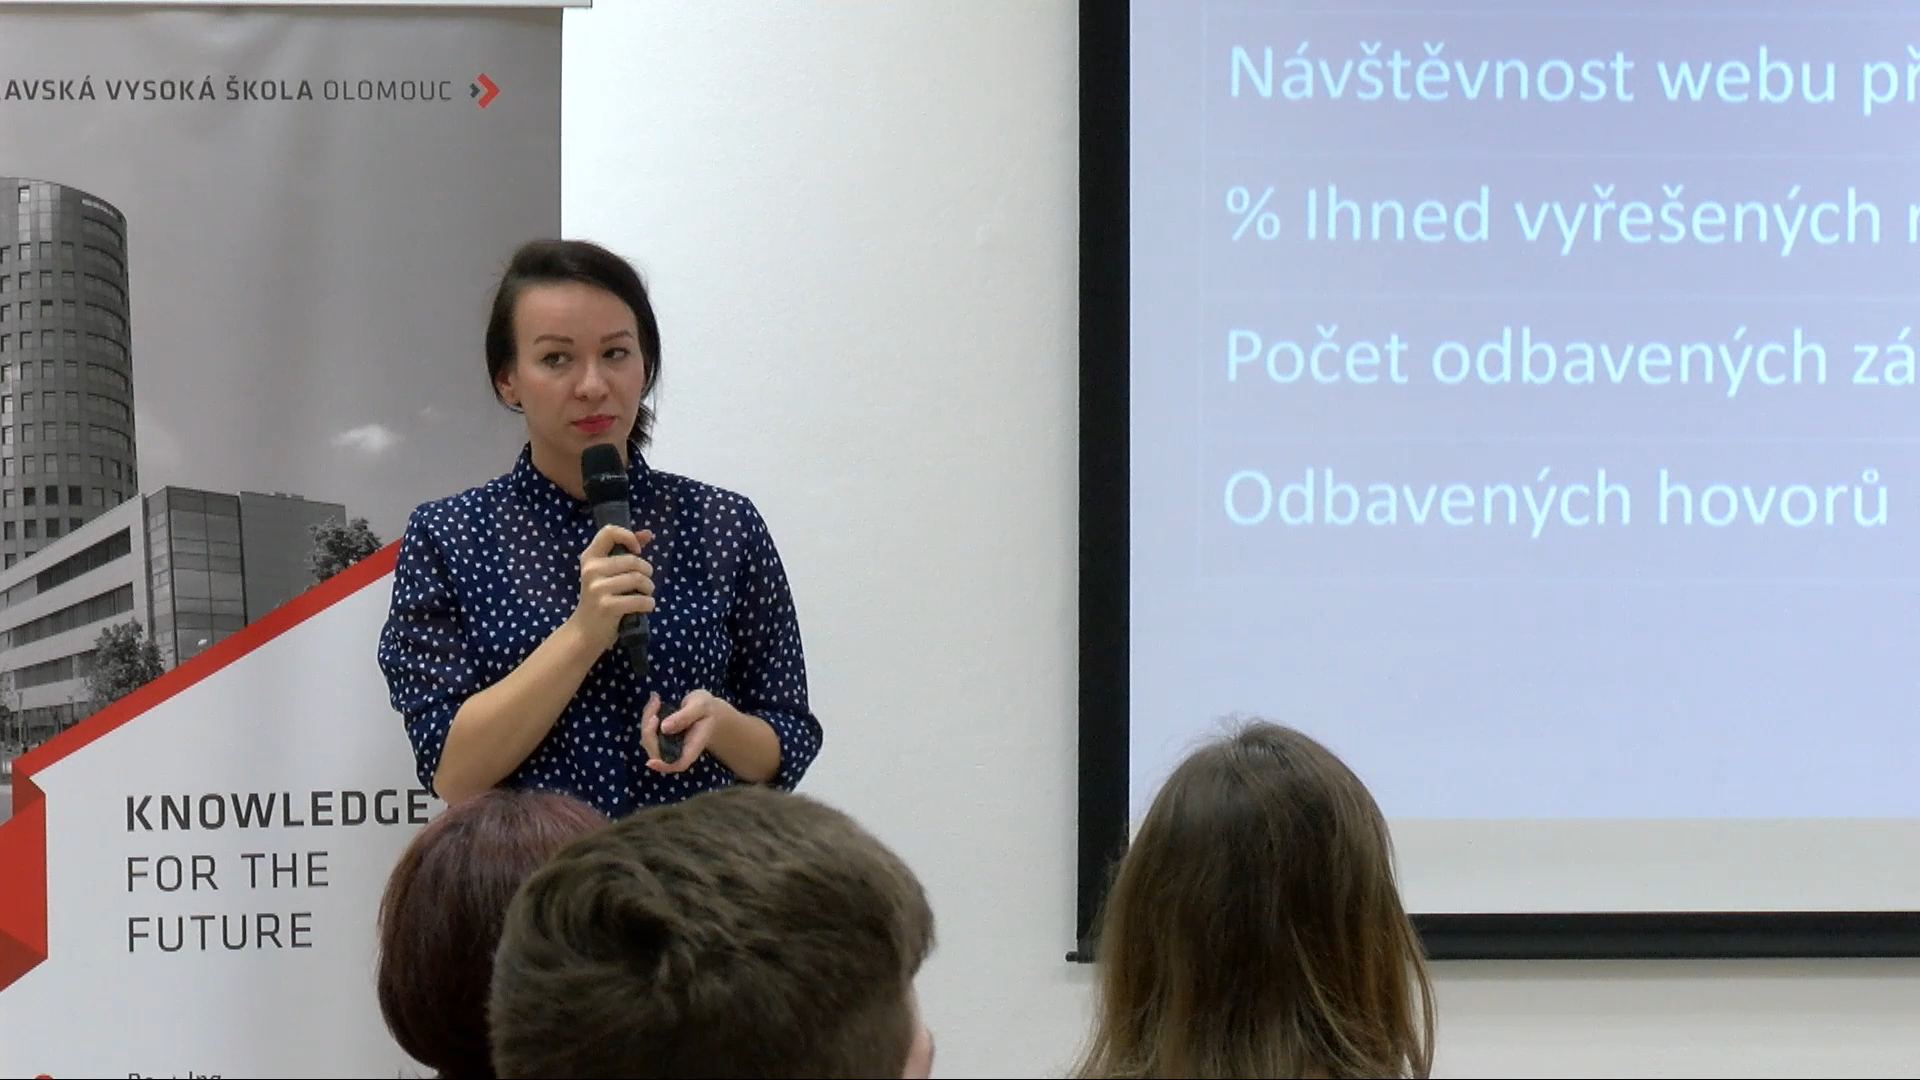 AVSKÁ VYSOKÁ ŠKOLA OLOMOUC
KNOWLEDGE
FOR THE
FUTURE
Návštěvnost webu př
% Ihned vyřešených
Počet odbavených zá
Odbavených hovorů